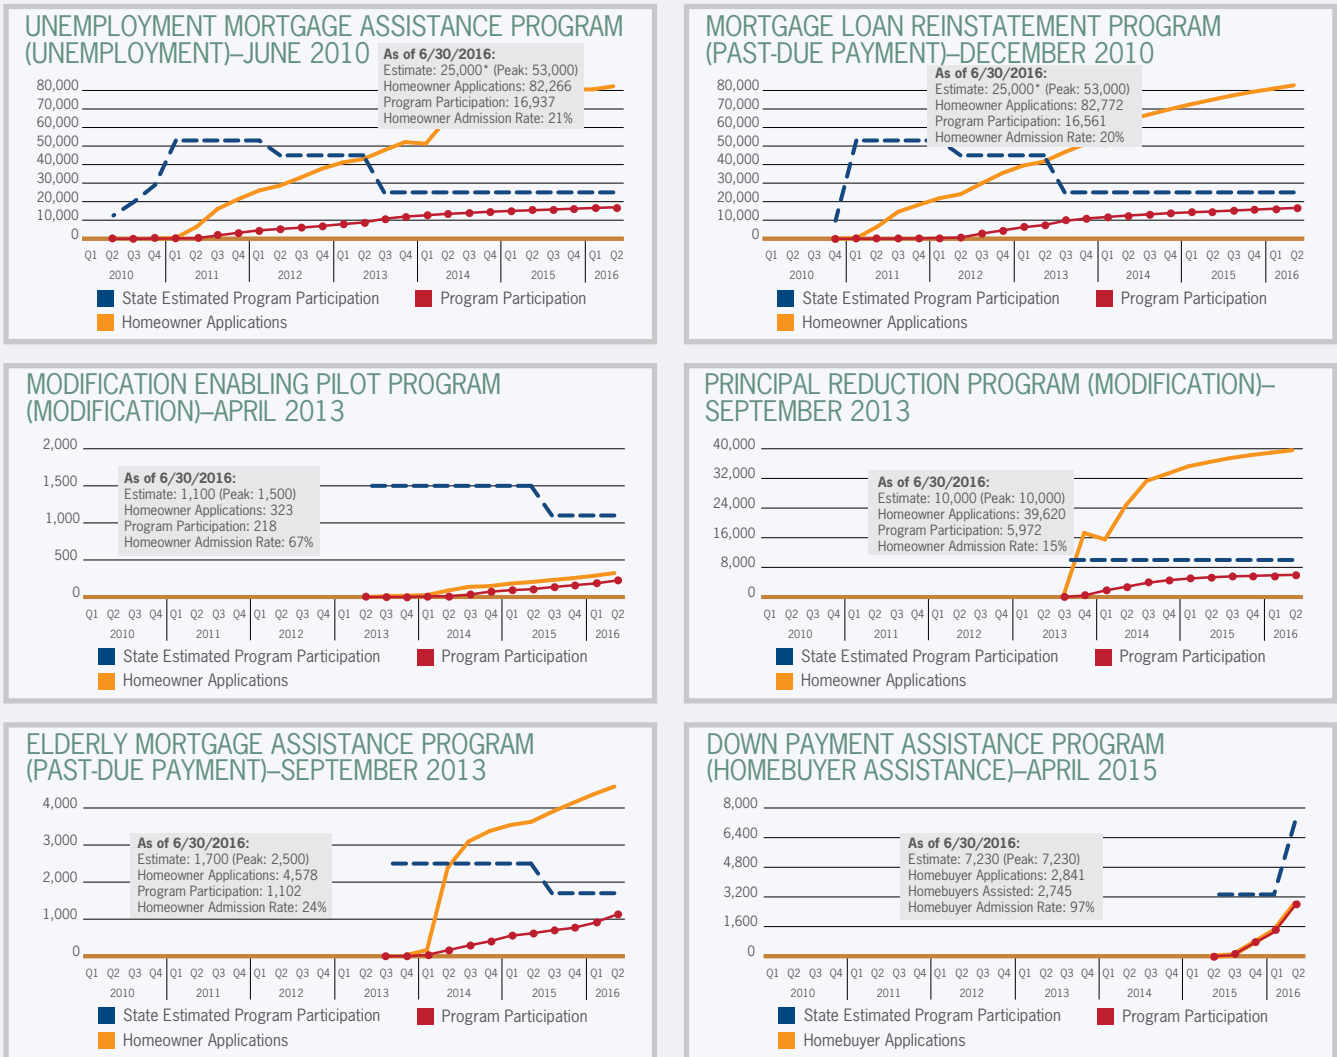 UNEMPLOYMENT MORTGAGE ASSISTANCE PROGRAM
(UNEMPLOYMENT)–JUNE 2010
As of 6/30/2016:
Estimate: 25,000* (Peak: 53,000)
Homeowner Applications: 82,266
Program Participation: 16,937
Homeowner Admission Rate: 21%
80,000
70,000
60,000
50,000
40,000
30,000
20,000
10,000
0
Q1 Q2 Q3 Q4 Q1 Q2 Q3 Q4 Q1 Q2 Q3 Q4 Q1 Q2 Q3 Q4 Q1 Q2 Q3 Q4 Q1 Q2 Q3 Q4 Q1 Q2
2010 2011 2012 2013 2014 2015 2016
State Estimated Program Participation Program Participation
Homeowner Applications
MORTGAGE LOAN REINSTATEMENT PROGRAM
(PAST-DUE PAYMENT)–DECEMBER 2010
As of 6/30/2016:
Estimate: 25,000* (Peak: 53,000)
Homeowner Applications: 82,772
Program Participation: 16,561
Homeowner Admission Rate: 20%
80,000
70,000
60,000
50,000
40,000
30,000
20,000
10,000
0
Q1 Q2 Q3 Q4 Q1 Q2 Q3 Q4 Q1 Q2 Q3 Q4 Q1 Q2 Q3 Q4 Q1 Q2 Q3 Q4 Q1 Q2 Q3 Q4 Q1 Q2
2010 2011 2012 2013 2014 2015 2016
State Estimated Program Participation Program Participation
Homeowner Applications
MODIFICATION ENABLING PILOT PROGRAM
(MODIFICATION)–APRIL 2013
2,000
1,500
1,000
500
0
As of 6/30/2016:
Estimate: 1,100 (Peak: 1,500)
Homeowner Applications: 323
Program Participation: 218
Homeowner Admission Rate: 67%
Q1 Q2 Q3 Q4 Q1 Q2 Q3 Q4 Q1 Q2 Q3 Q4 Q1 Q2 Q3 Q4 Q1 Q2 Q3 Q4 Q1 Q2 Q3 Q4 Q1 Q2
2010 2011 2012 2013 2014 2015 2016
State Estimated Program Participation Program Participation
Homeowner Applications
PRINCIPAL REDUCTION PROGRAM (MODIFICATION)–
SEPTEMBER 2013
40,000
32,000
24,000
16,000
8,000
0
As of 6/30/2016:
Estimate: 10,000 (Peak: 10,000)
Homeowner Applications: 39,620
Program Participation: 5,972
Homeowner Admission Rate: 15%
Q1 Q2 Q3 Q4 Q1 Q2 Q3 Q4 Q1 Q2 Q3 Q4 Q1 Q2 Q3 Q4 Q1 Q2 Q3 Q4 Q1 Q2 Q3 Q4 Q1 Q2
2010 2011 2012 2013 2014 2015 2016
State Estimated Program Participation Program Participation
Homeowner Applications
ELDERLY MORTGAGE ASSISTANCE PROGRAM
(PAST-DUE PAYMENT)–SEPTEMBER 2013
4,000
3,000
2,000
1,000
0
As of 6/30/2016:
Estimate: 1,700 (Peak: 2,500)
Homeowner Applications: 4,578
Program Participation: 1,102
Homeowner Admission Rate: 24%
Q1 Q2 Q3 Q4 Q1 Q2 Q3 Q4 Q1 Q2 Q3 Q4 Q1 Q2 Q3 Q4 Q1 Q2 Q3 Q4 Q1 Q2 Q3 Q4 Q1 Q2
2010 2011 2012 2013 2014 2015 2016
State Estimated Program Participation Program Participation
Homeowner Applications
DOWN PAYMENT ASSISTANCE PROGRAM
(HOMEBUYER ASSISTANCE)–APRIL 2015
8,000
6,400
4,800
3,200
1,600
0
As of 6/30/2016:
Estimate: 7,230 (Peak: 7,230)
Homebuyer Applications: 2,841
Homebuyers Assisted: 2,745
Homebuyer Admission Rate: 97%
Q1 Q2 Q3 Q4 Q1 Q2 Q3 Q4 Q1 Q2 Q3 Q4 Q1 Q2 Q3 Q4 Q1 Q2 Q3 Q4 Q1 Q2 Q3 Q4 Q1 Q2
2010 2011 2012 2013 2014 2015 2016
State Estimated Program Participation Program Participation
Homebuyer Applications